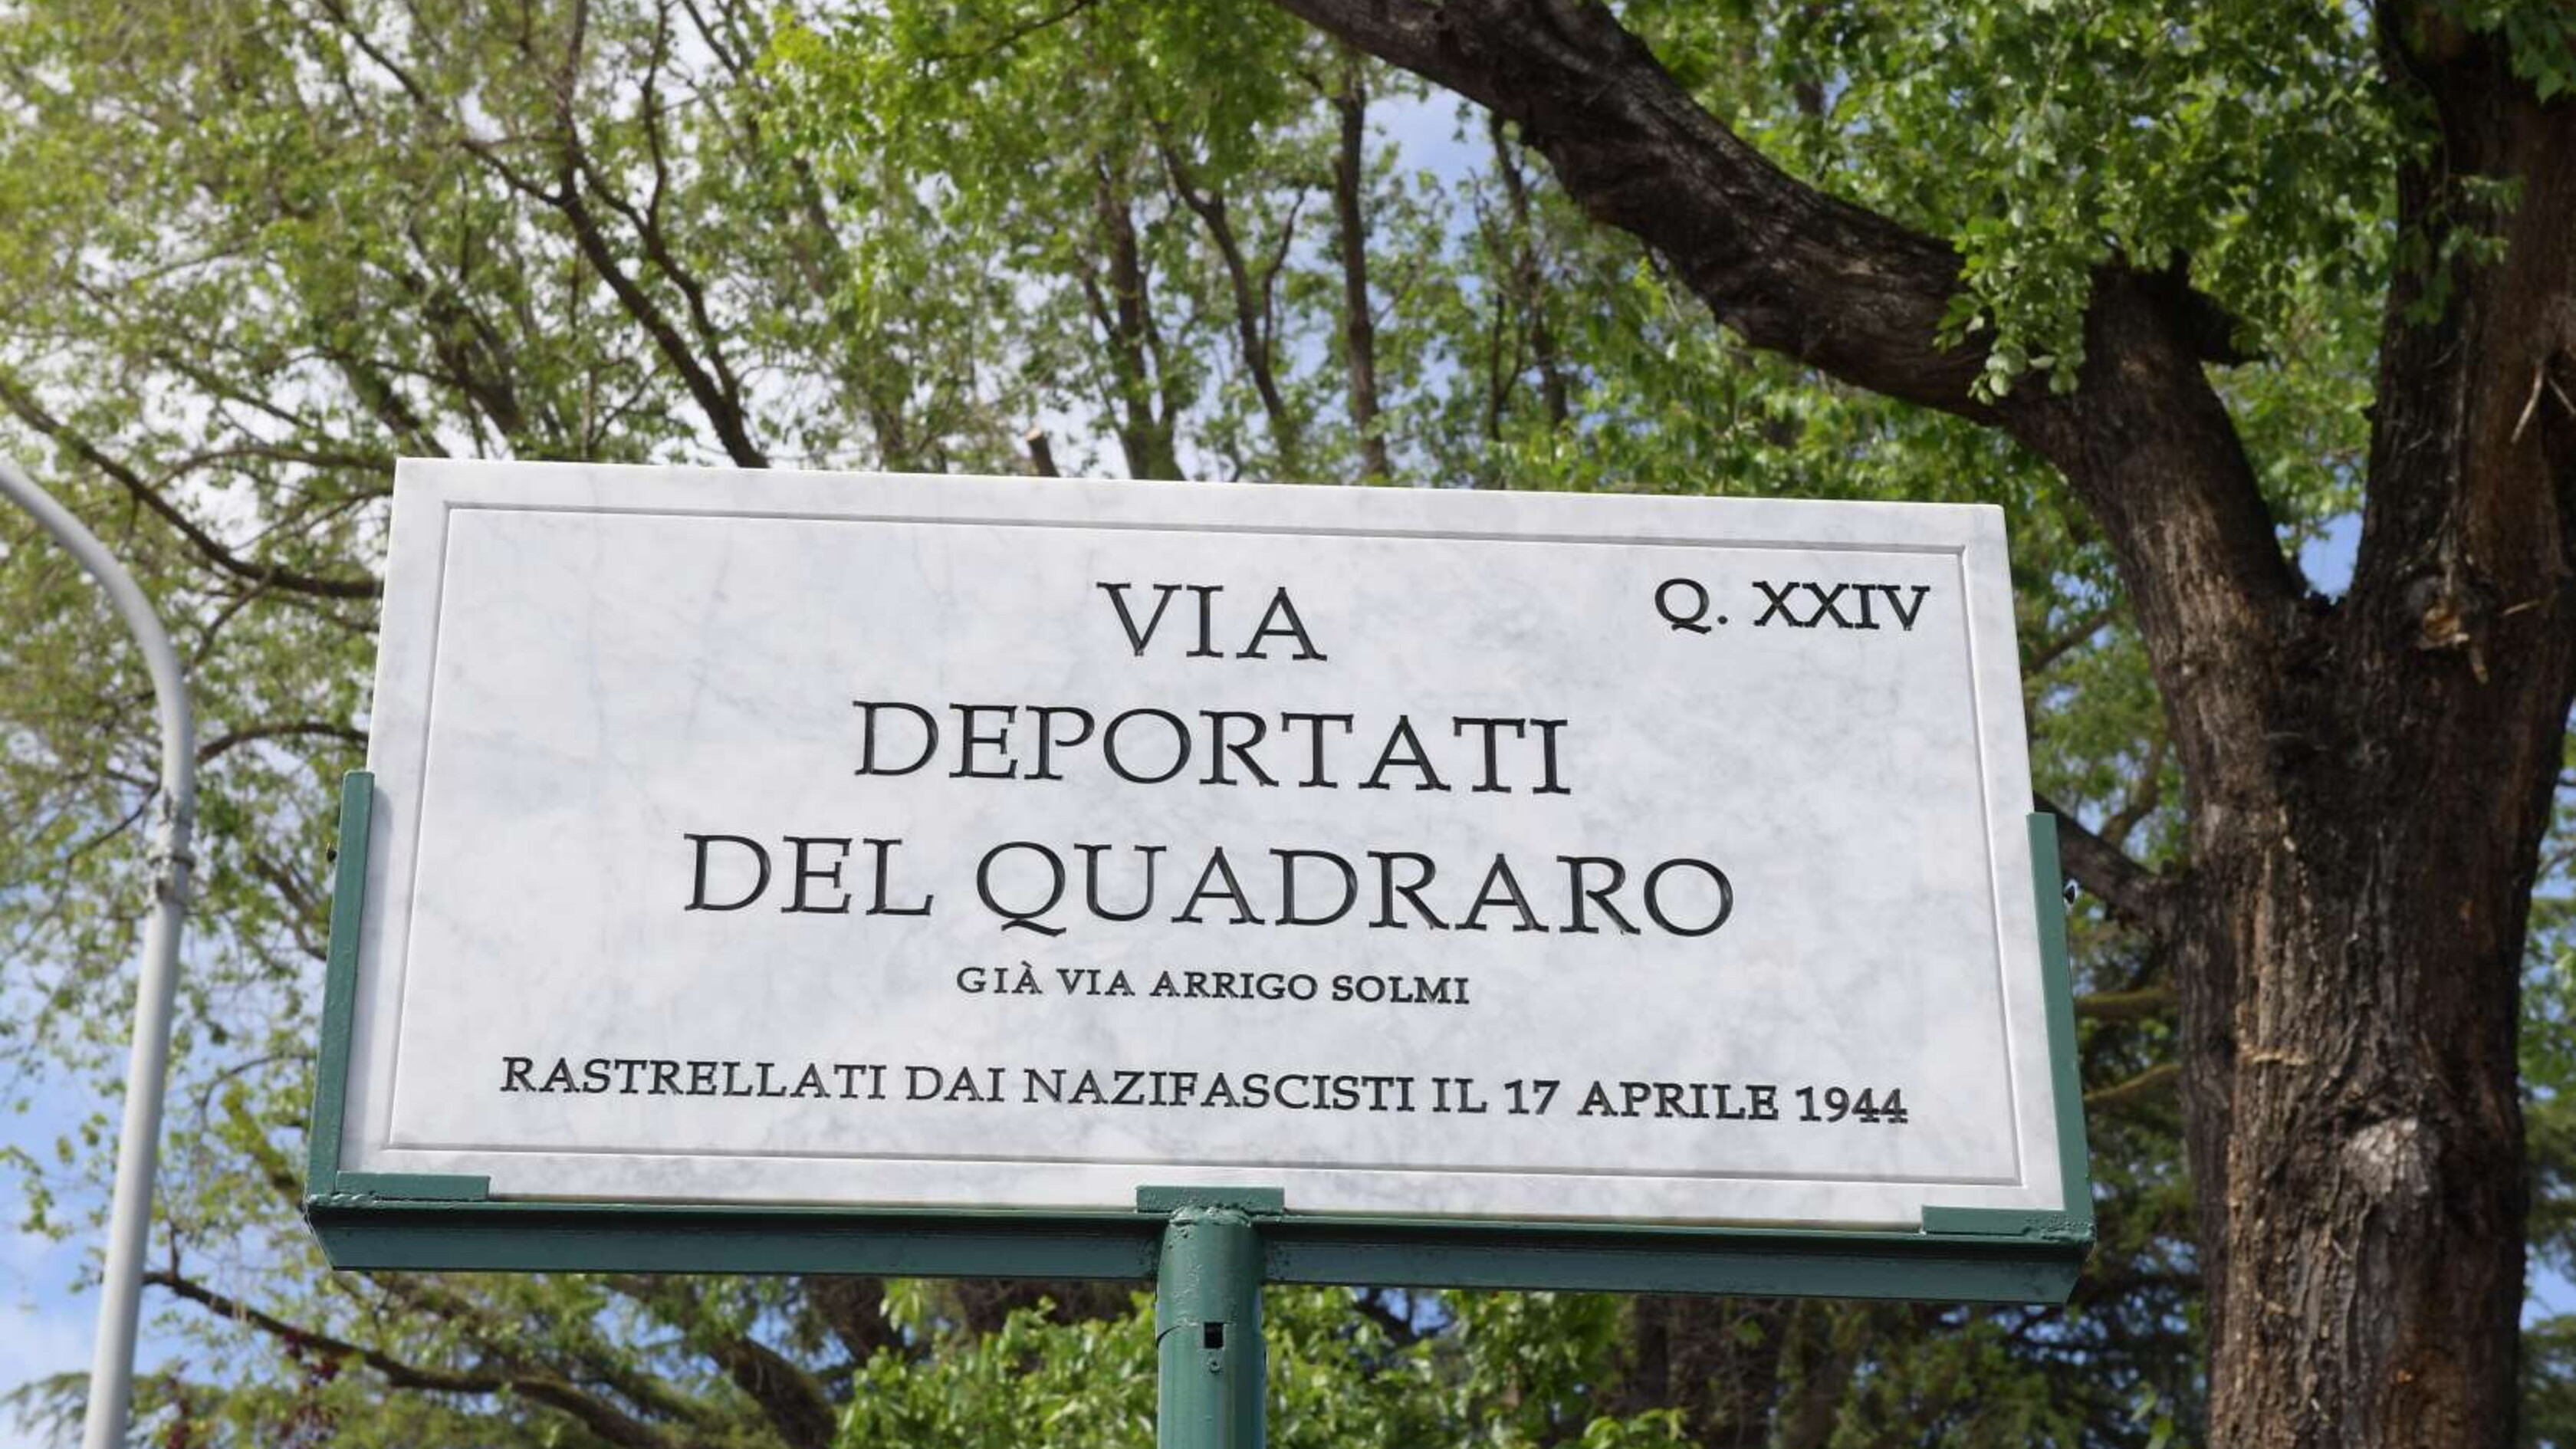 VIA
Q. XXIV
DEPORTATI
DEL QUADRARO
GIÀ VIA ARRIGO SOLMI
RASTRELLATI DAI NAZIFASCISTI IL 17 APRILE 1944